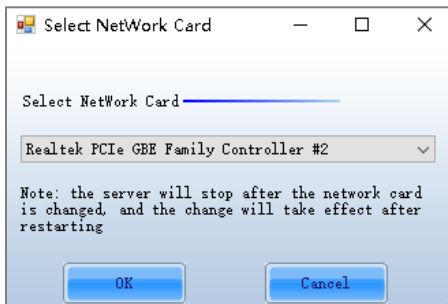 Select NetWork Card
Select NetWork Card
Realtek PCIe GBE Family Controller #2
Note: the server will stop after the network card
is changed, and the change will take effect after
restarting
OK
Cancel